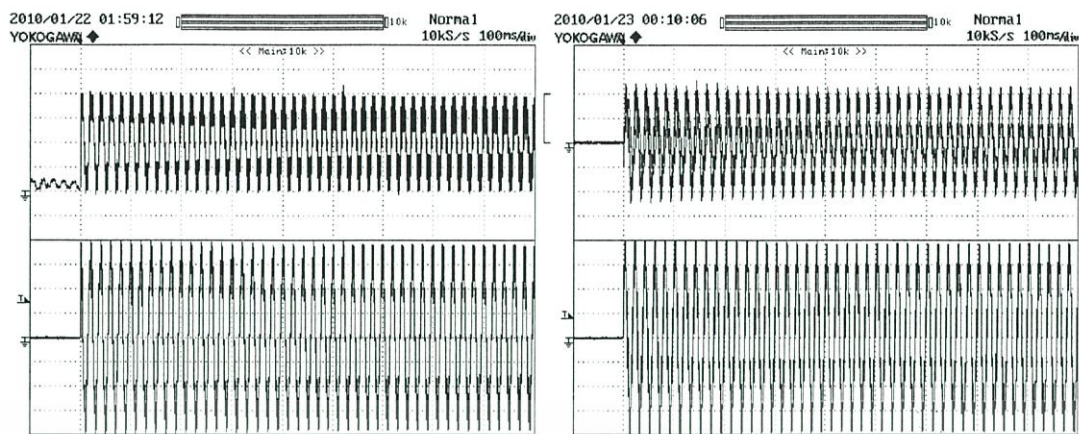 2010/01/22 01:59:12 10k Normal
YOKOGAWA 10kS/s 100ms/div
<< Main:10k >>
2010/01/23 00:10:06 10k Normal
YOKOGAWA 10kS/s 100ms/div
<< Main:10k >>